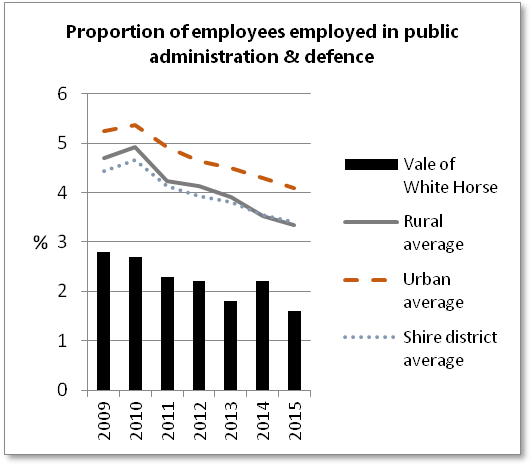 Proportion of employees employed in public
administration & defence
6
5
4
3
2
1
0
%
2009
2010
2011
2012
2013
2014
2015
Vale of
White Horse
Rural
average
Urban
average
Shire district
average